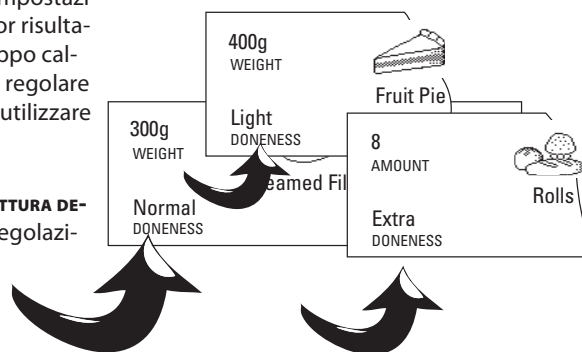 mpostazi
or risulta-
ppo cal-
regolare
utilizzare
TTURA DE-
egolazi-
400g
WEIGHT
Fruit Pie
Light
DONENESS
300g
WEIGHT
eamed Fil
Normal
DONENESS
8
AMOUNT
Rolls
Extra
DONENESS